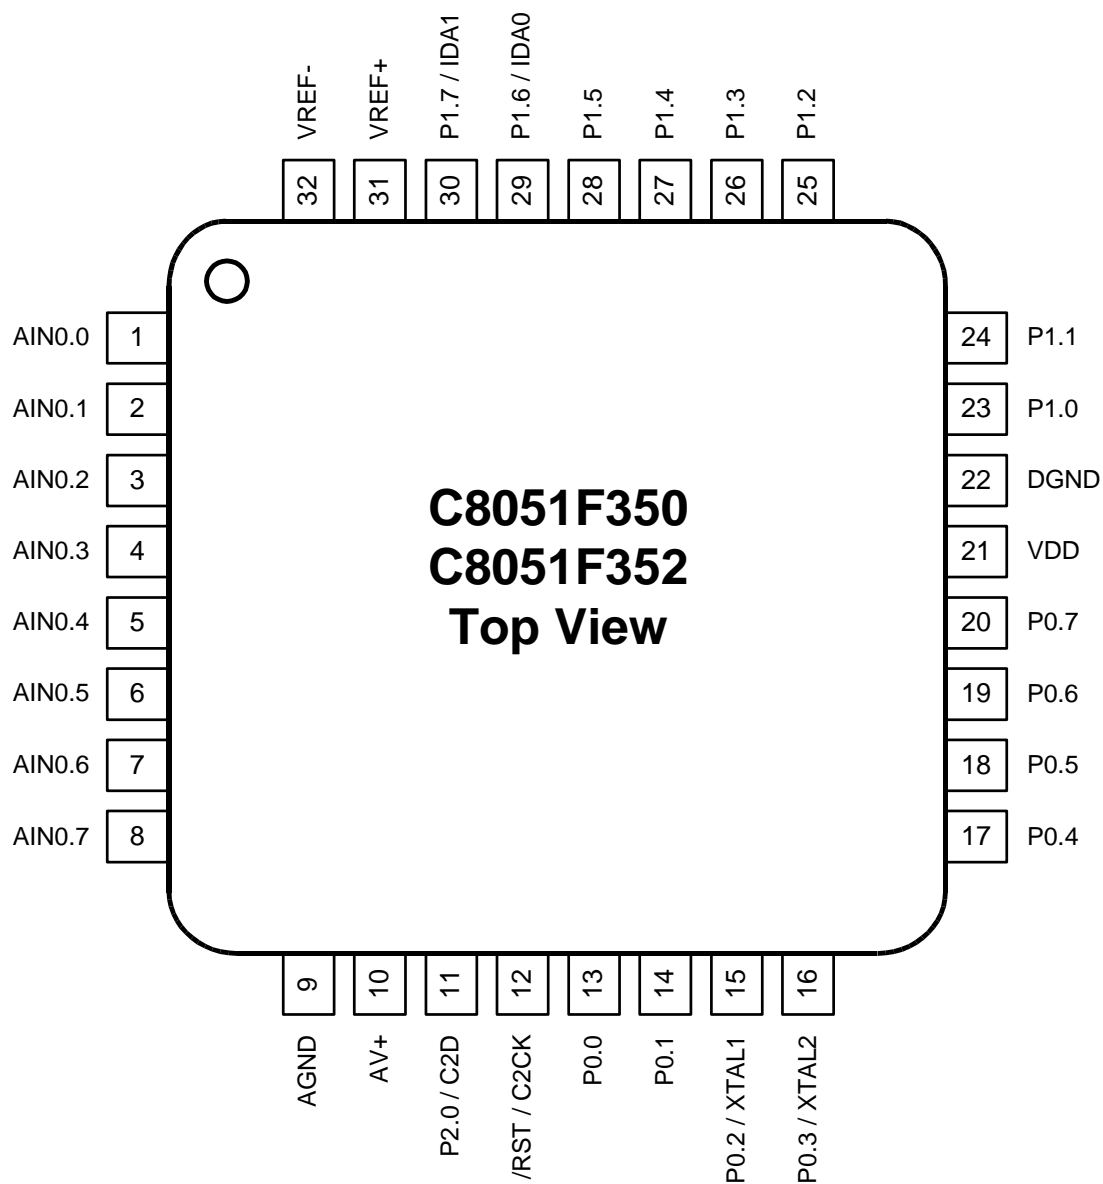 VREF-
VREF+
P1.7 / IDA1
P1.6 / IDA0
P1.5
P1.4
P1.3
P1.2
32
31
30
29
28
27
26
25
AIN0.0 1
AIN0.1 2
AIN0.2 3
AIN0.3 4
AIN0.4 5
AIN0.5 6
AIN0.6 7
AIN0.7 8
C8051F350
C8051F352
Top View
24 P1.1
23 P1.0
22 DGND
21 VDD
20 P0.7
19 P0.6
18 P0.5
17 P0.4
9
10
11
12
13
14
15
16
AGND
AV+
P2.0 / C2D
/RST / C2CK
P0.0
P0.1
P0.2 / XTAL1
P0.3 / XTAL2